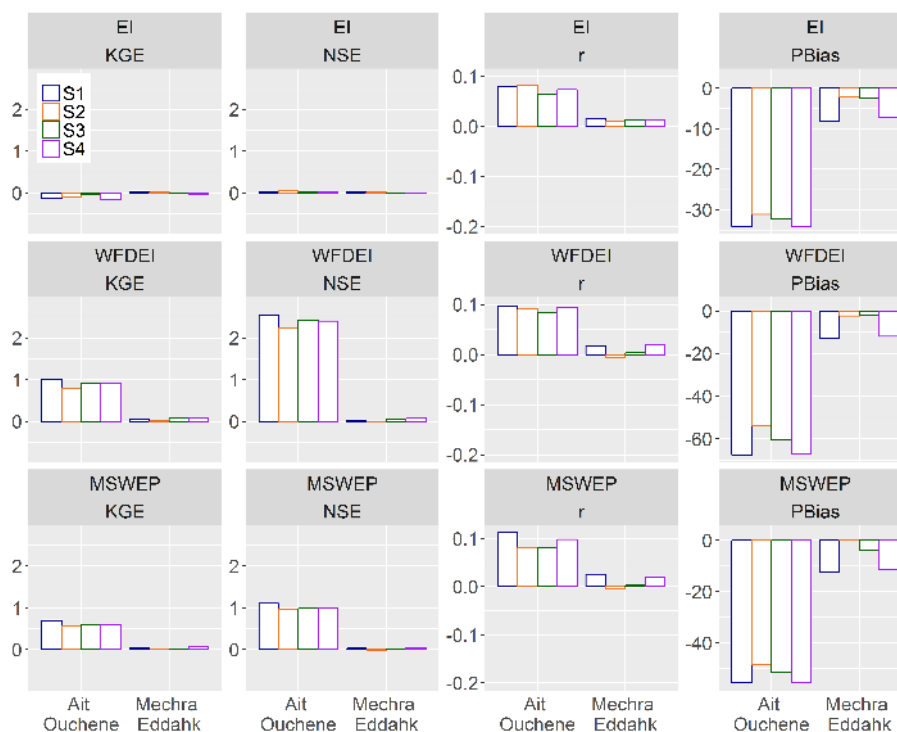 EI EI EI EI
KGE NSE r PBias
S1
S2
S3
S4
2 2 0.1 0
1 1 0.0 -10
0 0 -0.1 -20
-0.2 -30
WFDEI WFDEI WFDEI WFDEI
KGE NSE r PBias
2 2 0.1 0
1 1 0.0 -20
0 0 -0.1 -40
-0.2 -60
MSWEP MSWEP MSWEP MSWEP
KGE NSE r PBias
2 2 0.1 0
1 1 0.0 -20
0 0 -0.1 -40
-0.2
Ait Mechra Ait Mechra Ait Mechra Ait Mechra
Ouchene Eddahk Ouchene Eddahk Ouchene Eddahk Ouchene Eddahk